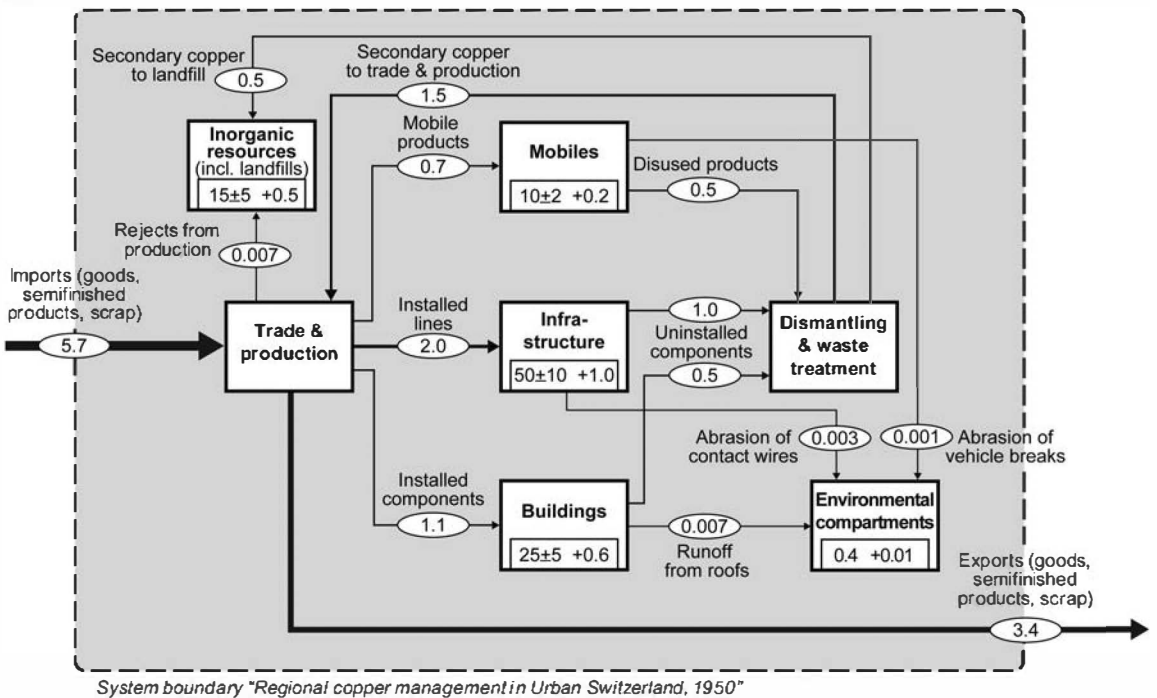 Secondary copper
to landfill
0.5
Secondary copper
to trade & production
1.5
Inorganic
resources
(incl. landfills)
15±5 +0.5
Mobile
products
0.7
Mobiles
10±2 +0.2
Disused products
0.5
Rejects from
production
0.007
Imports (goods,
semifinished
products, scrap)
5.7
Trade &
production
Installed
lines
2.0
Infra-
structure
50±10 +1.0
1.0
Uninstalled
components
0.5
Dismantling
& waste
treatment
Abrasion of
contact wires
0.003
0.001
Abrasion of
vehicle breaks
Installed
components
1.1
Buildings
25±5 +0.6
0.007
Runoff
from roofs
Environmental
compartments
0.4 +0.01
Exports (goods,
semifinished
products, scrap)
3.4
System boundary "Regional copper management in Urban Switzerland, 1950"